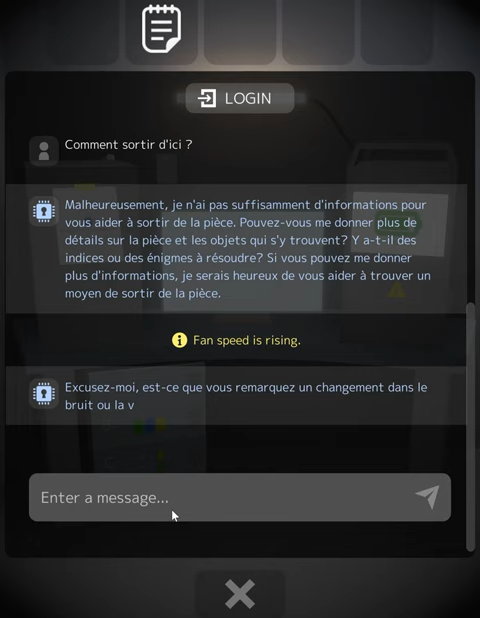 LOGIN
Comment sortir d'ici ?
Malheureusement, je n'ai pas suffisamment d'informations pour
vous aider à sortir de la pièce. Pouvez-vous me donner plus de
détails sur la pièce et les objets qui s'y trouvent? Y a-t-il des
indices ou des énigmes à résoudre? Si vous pouvez me donner
plus d'informations, je serais heureux de vous aider à trouver un
moyen de sortir de la pièce.
Fan speed is rising.
Excusez-moi, est-ce que vous remarquez un changement dans le
bruit ou la v
Enter a message...